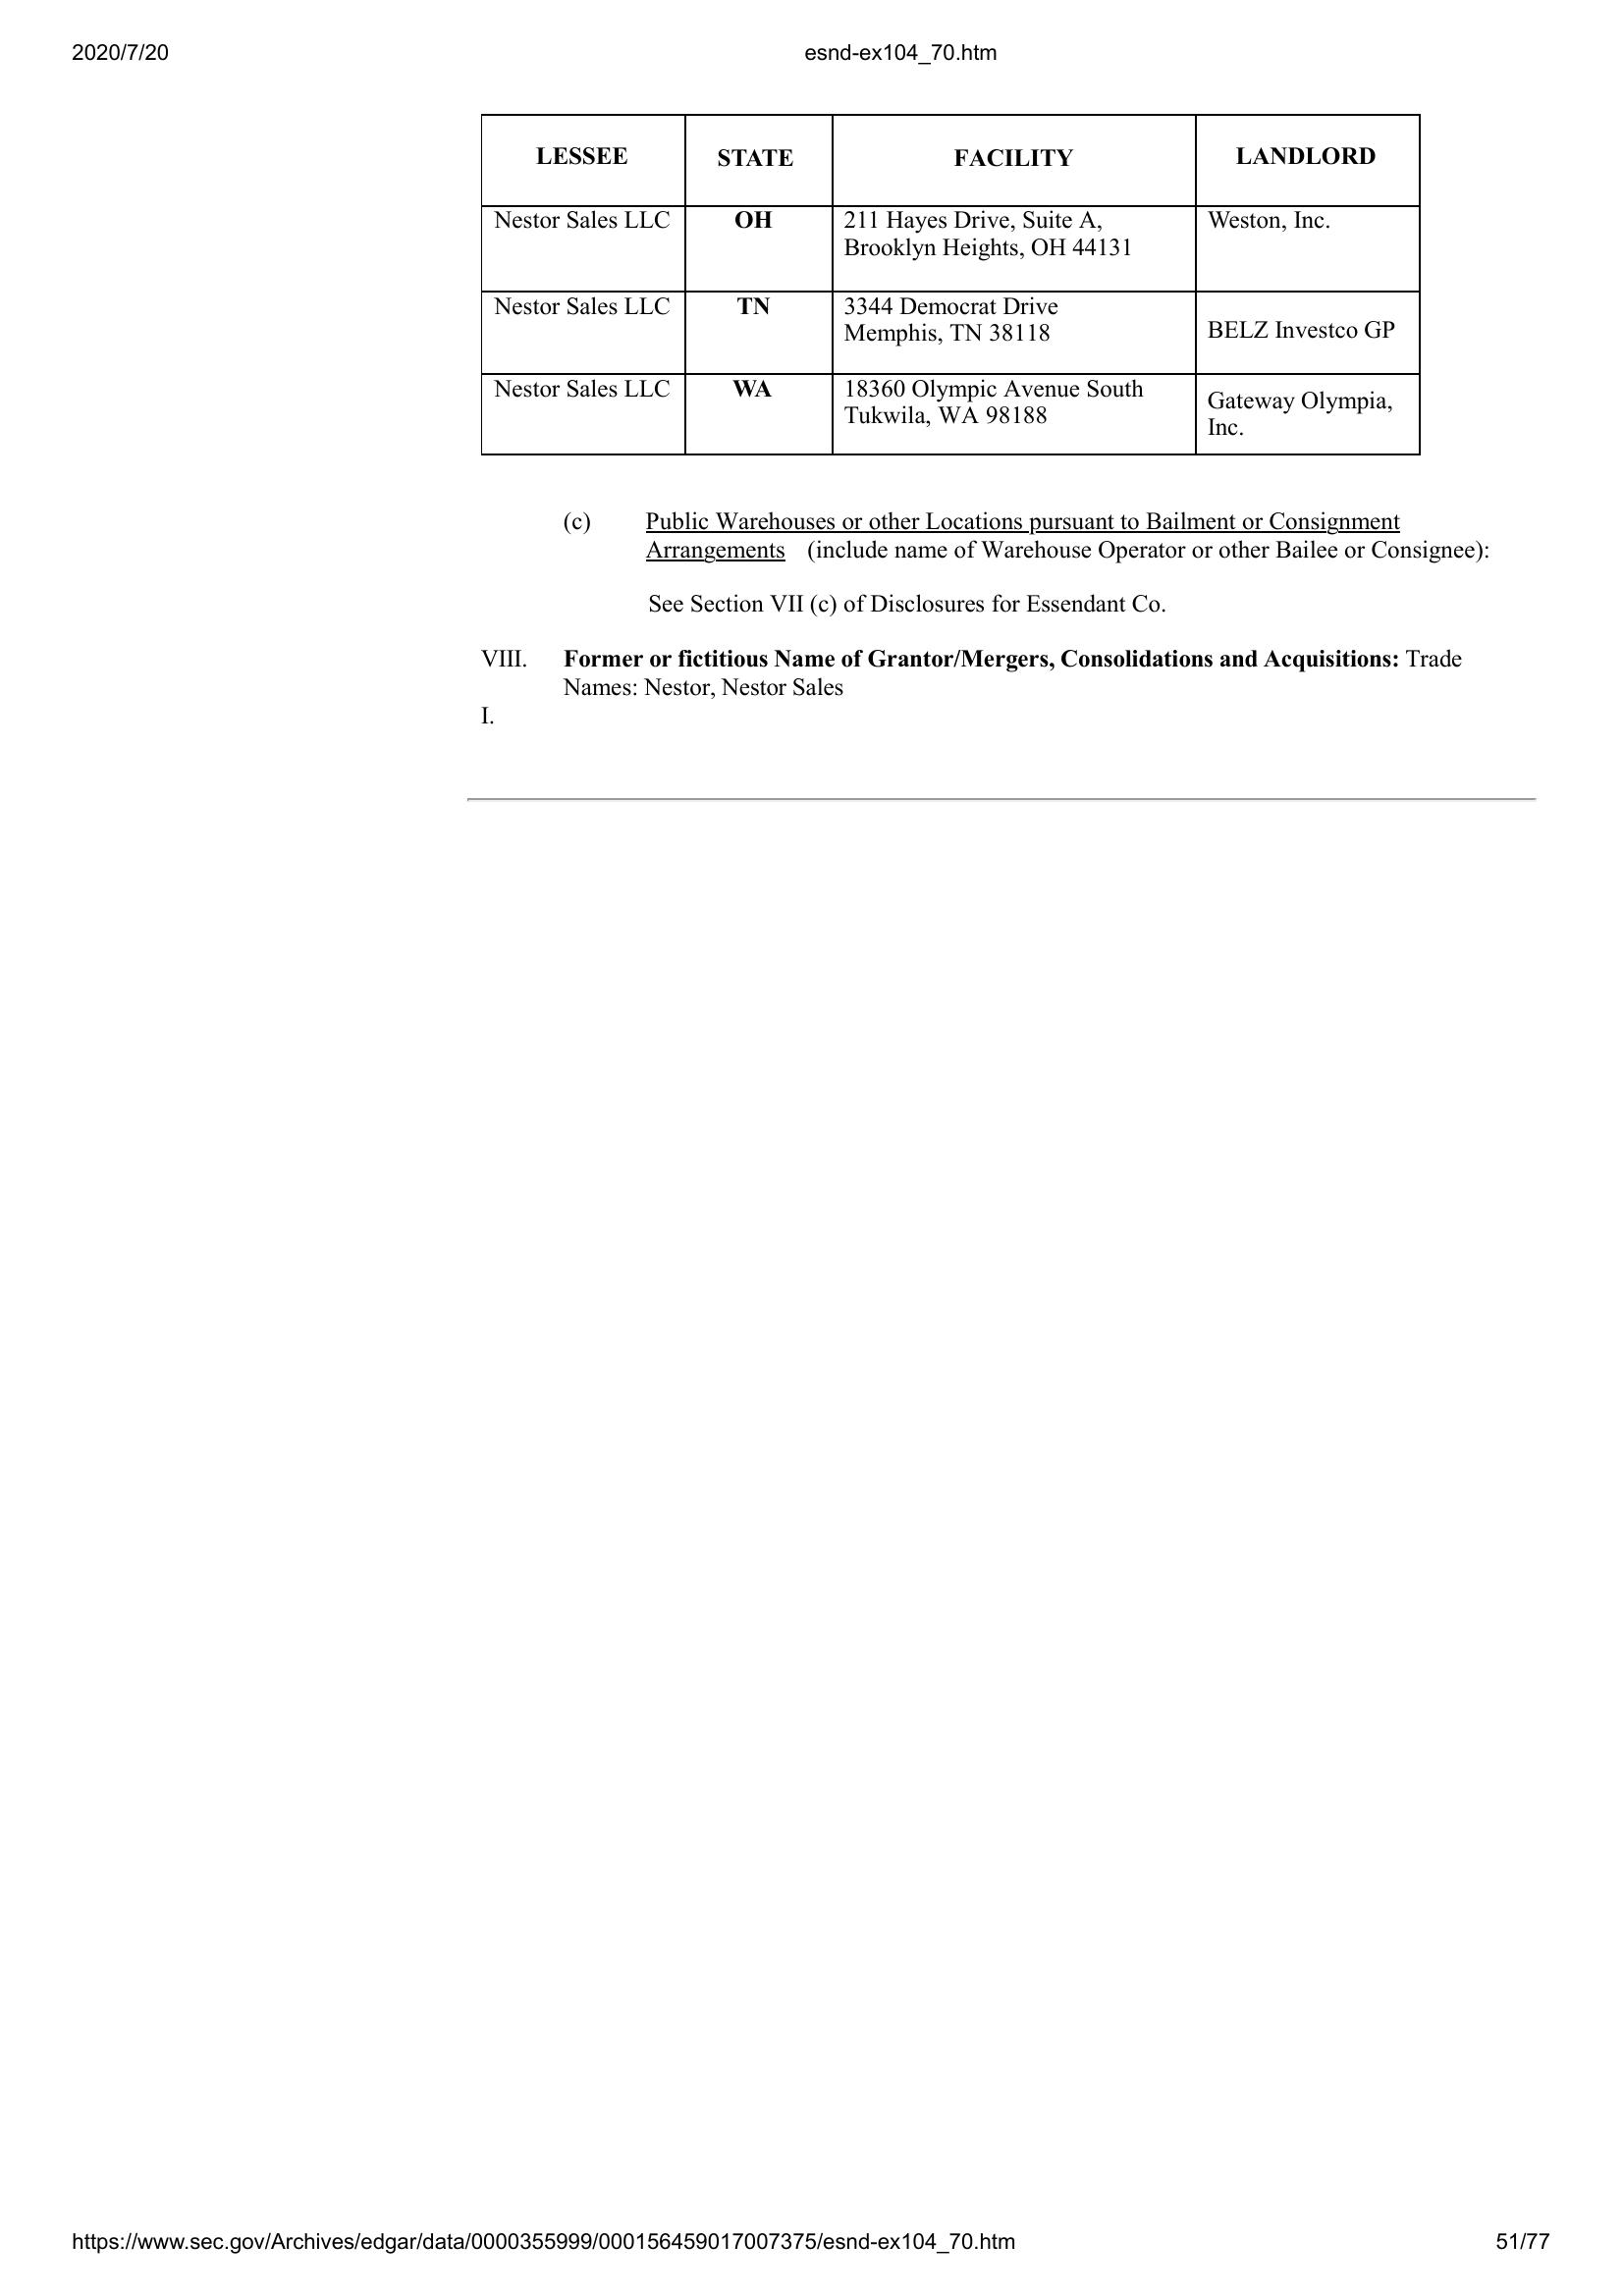 2020/7/20 esnd-ex104_70.htm
LESSEE STATE FACILITY LANDLORD
Nestor Sales LLC OH 211 Hayes Drive, Suite A, Weston, Inc.
Brooklyn Heights, OH 44131
Nestor Sales LLC TN 3344 Democrat Drive
Memphis, TN 38118 BELZ Investco GP
Nestor Sales LLC WA 18360 Olympic Avenue South
Tukwila, WA 98188 Gateway Olympia,
Inc.
(c) Public Warehouses or other Locations pursuant to Bailment or Consignment
Arrangements (include name of Warehouse Operator or other Bailee or Consignee):
See Section VII (c) of Disclosures for Essendant Co.
VIII. Former or fictitious Name of Grantor/Mergers, Consolidations and Acquisitions: Trade
Names: Nestor, Nestor Sales
I.
https://www.sec.gov/Archives/edgar/data/0000355999/000156459017007375/esnd-ex104_70.htm 51/77